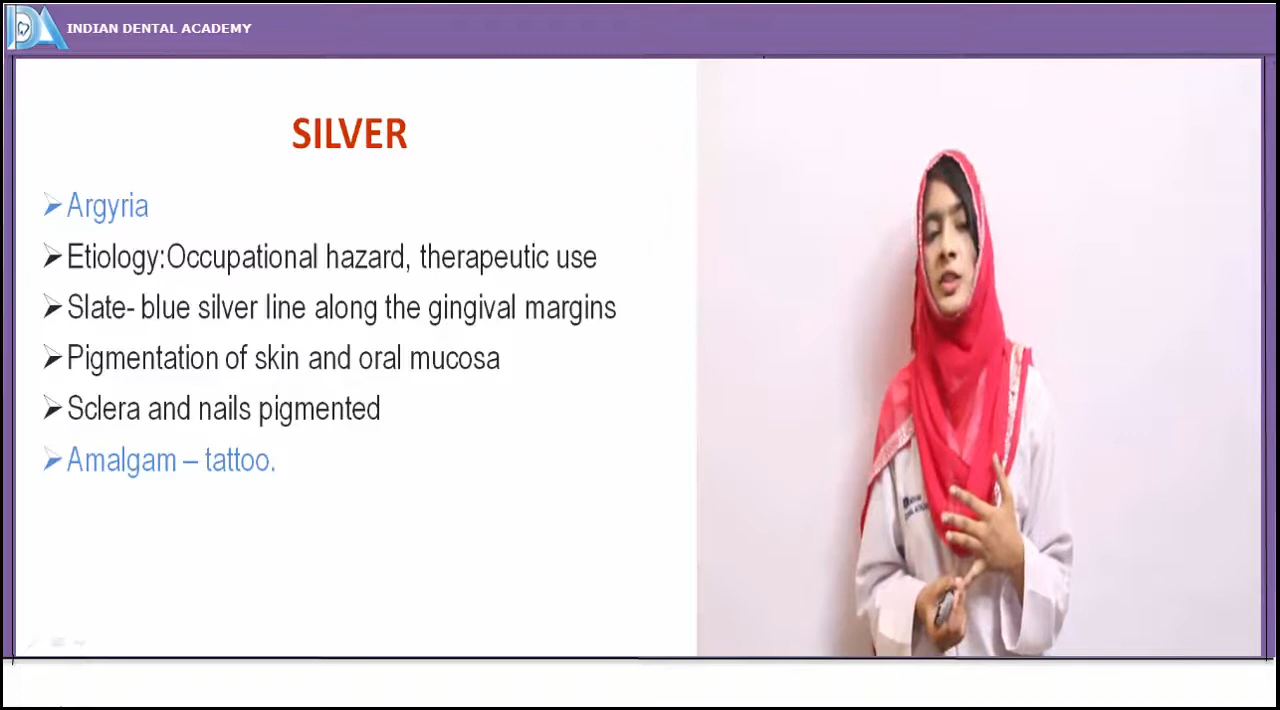 INDIAN DENTAL ACADEMY
SILVER
Argyria
Etiology:Occupational hazard, therapeutic use
Slate- blue silver line along the gingival margins
Pigmentation of skin and oral mucosa
Sclera and nails pigmented
Amalgam – tattoo.